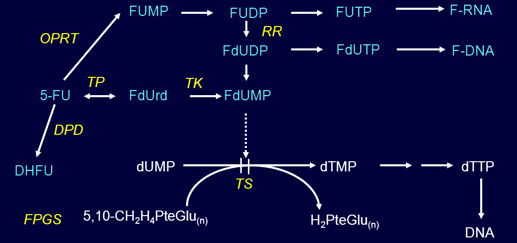 FUMP FUDP FUTP F-RNA
OPRT RR
FdUDP FdUTP F-DNA
TP TK
5-FU FdUrd FdUMP
DPD
DHFU dUMP dTMP dTTP
TS
FPGS 5,10-CH₂H₄PteGlu₍ₙ₎ H₂PteGlu₍ₙ₎
DNA